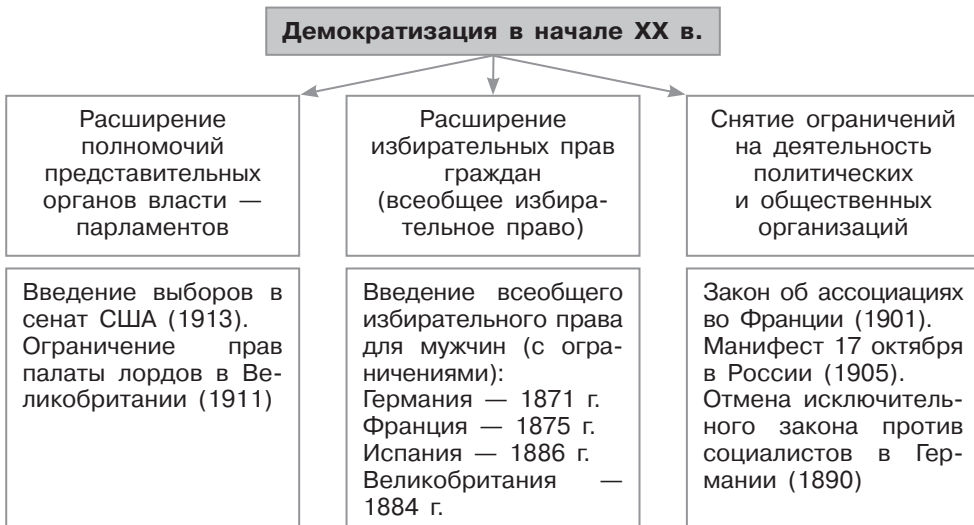 Демократизация в начале XX в.
Расширение
полномочий
представительных
органов власти —
парламентов
Расширение
избирательных прав
граждан
(всеобщее избира-
тельное право)
Снятие ограничений
на деятельность
политических
и общественных
организаций
Введение выборов в
сенат США (1913).
Ограничение прав
палаты лордов в Ве-
ликобритании (1911)
Введение всеобщего
избирательного права
для мужчин (с огра-
ничениями):
Германия — 1871 г.
Франция — 1875 г.
Испания — 1886 г.
Великобритания —
1884 г.
Закон об ассоциациях
во Франции (1901).
Манифест 17 октября
в России (1905).
Отмена исключитель-
ного закона против
социалистов в Гер-
мании (1890)